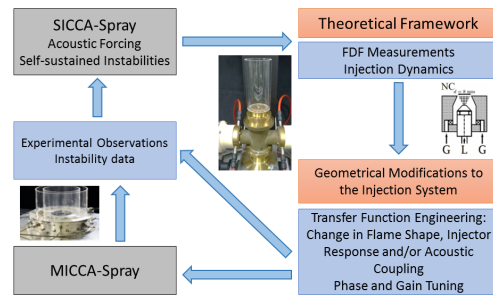 SICCA-Spray
Acoustic Forcing
Self-sustained Instabilities
Theoretical Framework
FDF Measurements
Injection Dynamics
NC
G L G
Experimental Observations
Instability data
Geometrical Modifications to
the Injection System
Transfer Function Engineering:
Change in Flame Shape, Injector
Response and/or Acoustic
Coupling
Phase and Gain Tuning
MICCA-Spray